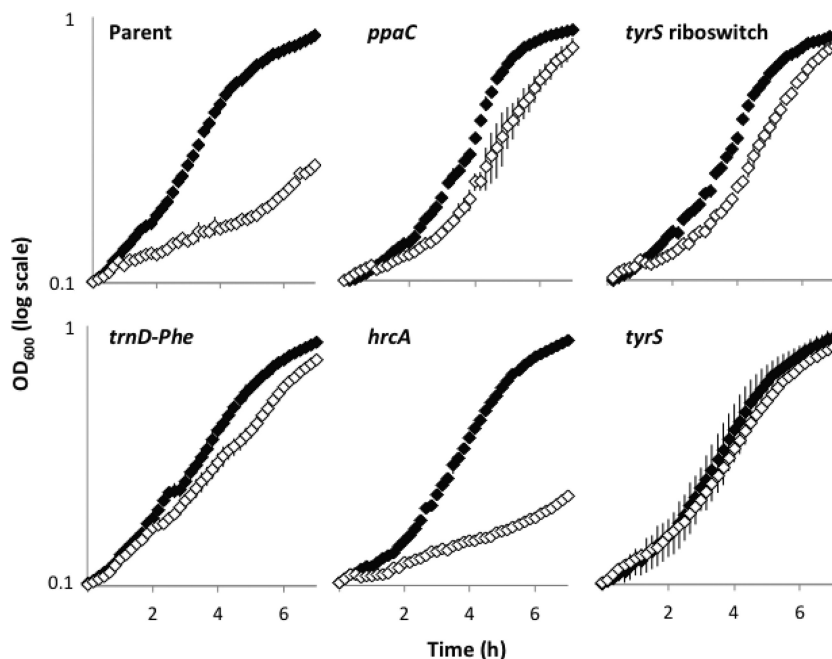 Parent
ppaC
tyrS riboswitch
1
0.1
trnD-Phe
hrcA
tyrS
1
0.1
OD600 (log scale)
2 4 6
2 4 6
2 4 6
Time (h)